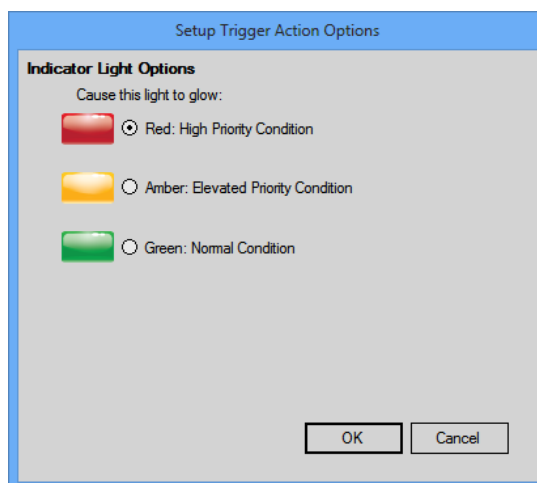 Setup Trigger Action Options
Indicator Light Options
Cause this light to glow:
Red: High Priority Condition
Amber: Elevated Priority Condition
Green: Normal Condition
OK Cancel